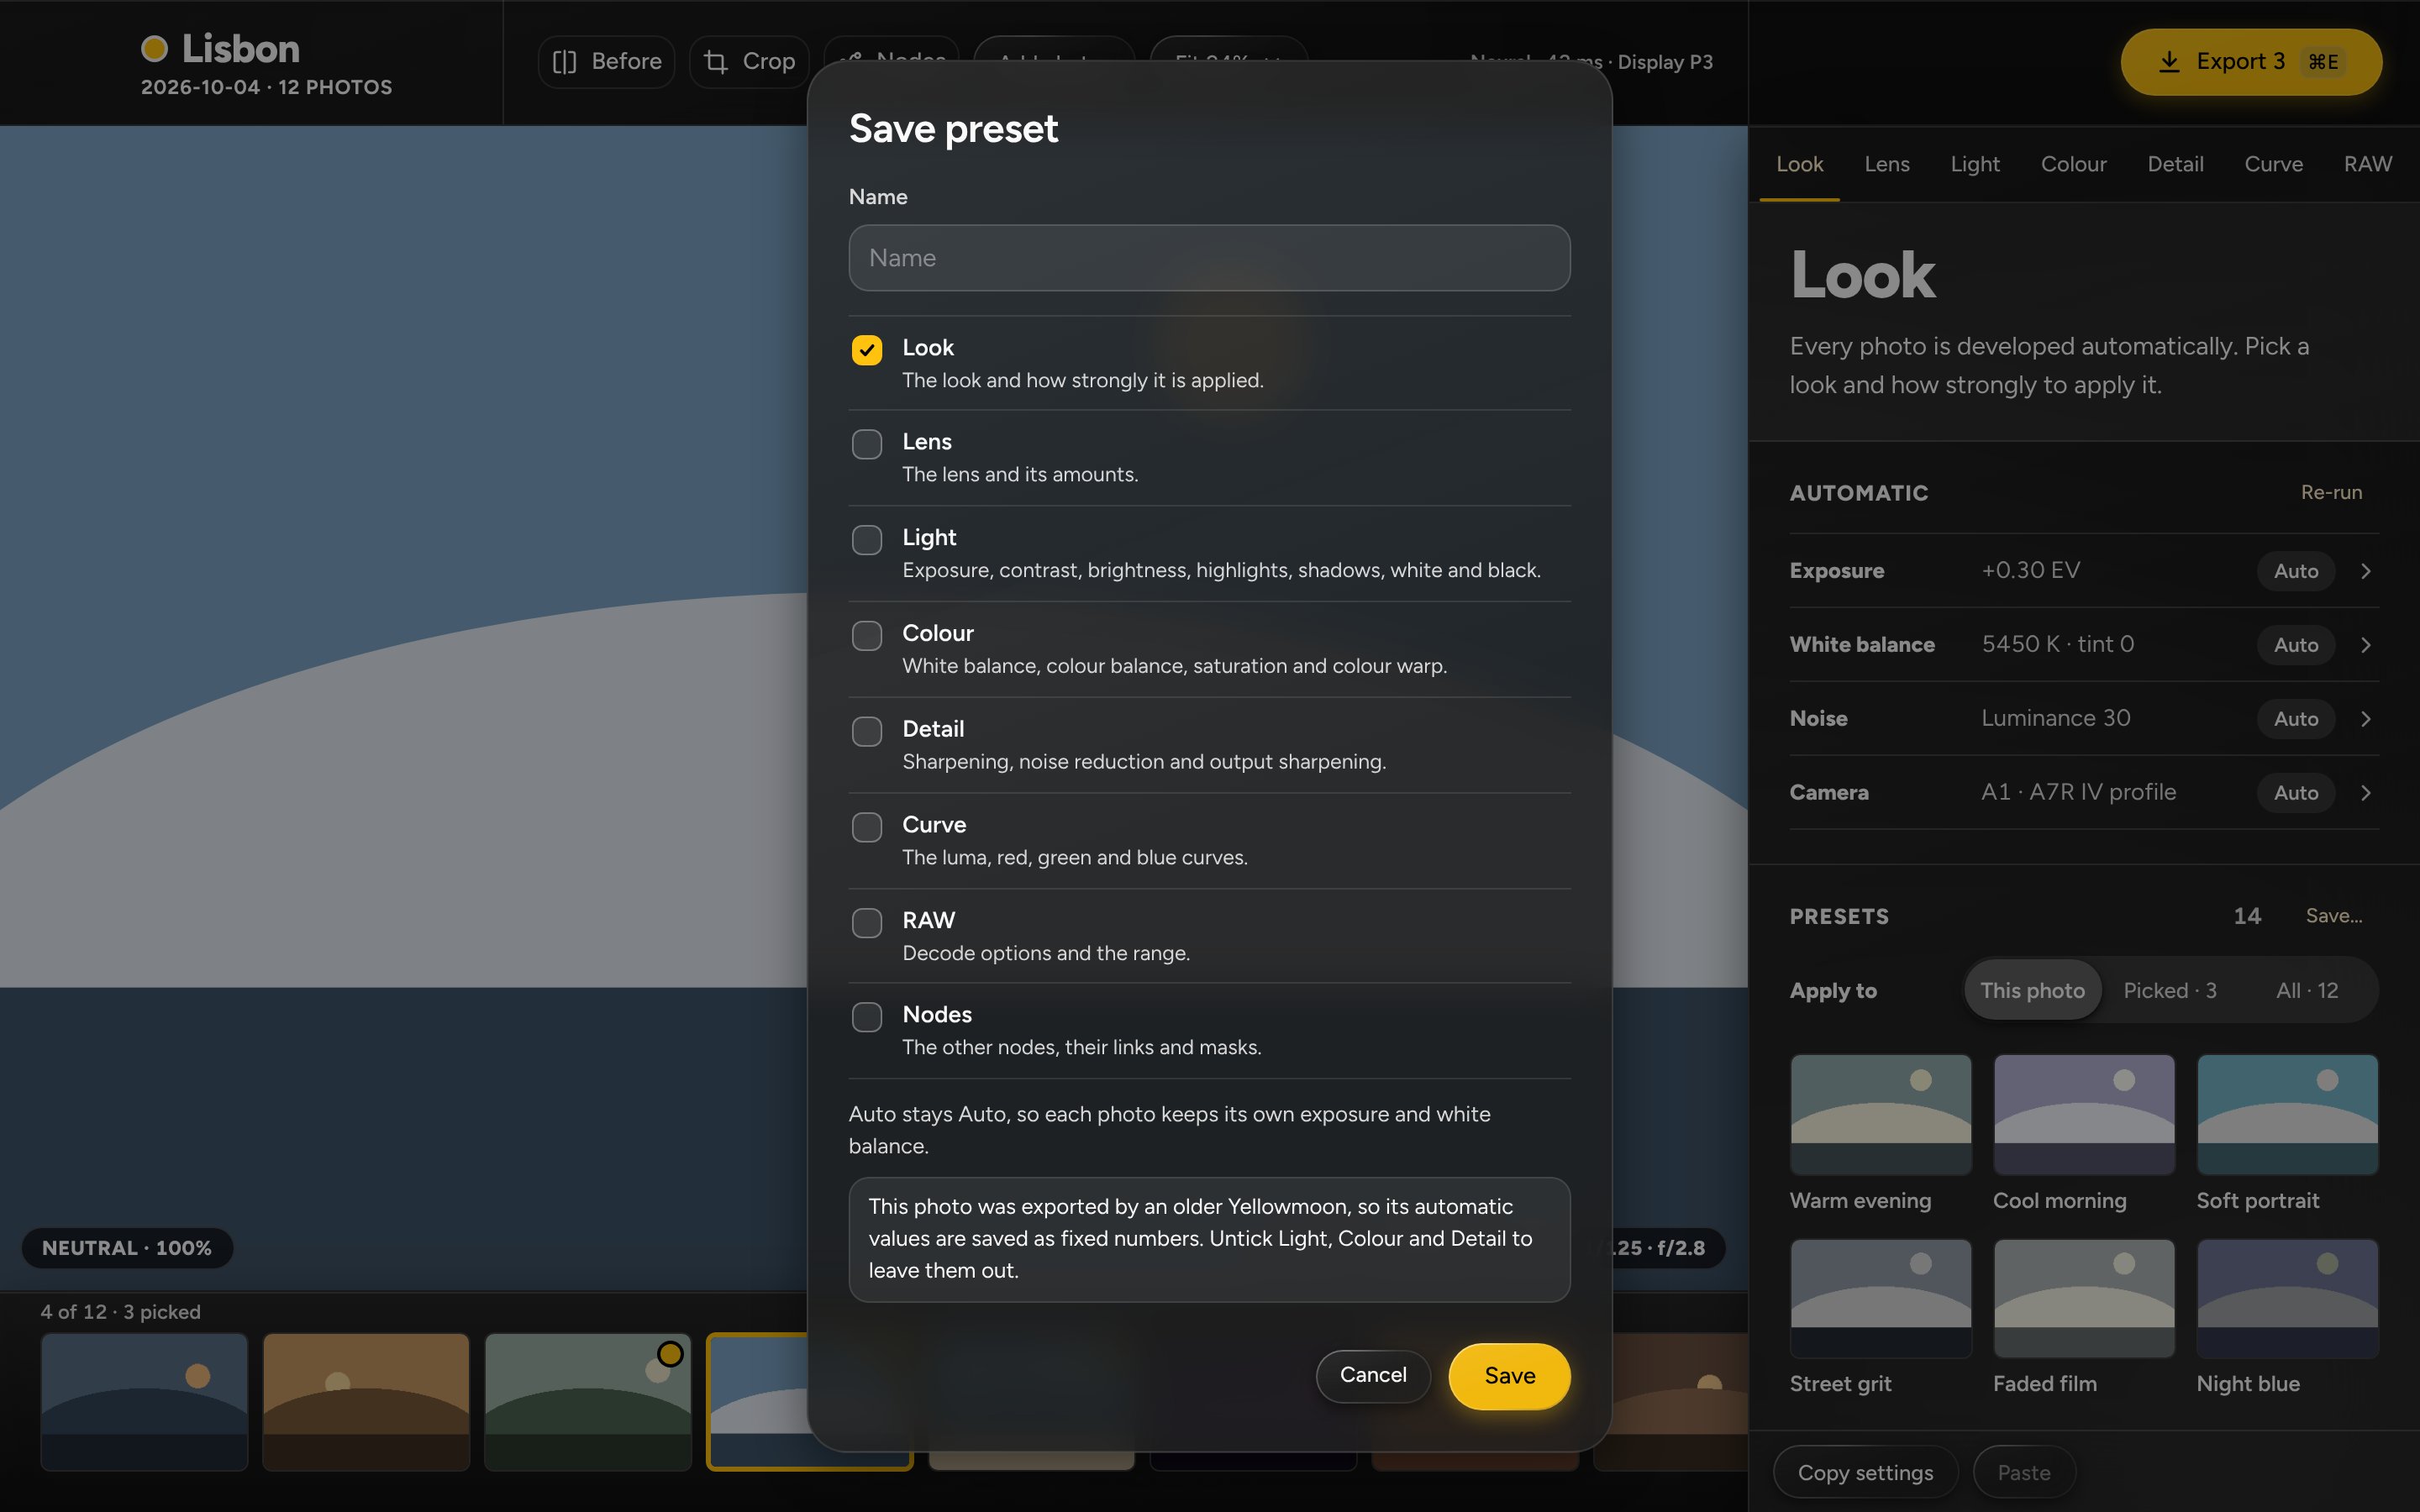 Lisbon
2026-10-04 · 12 PHOTOS
Before
Crop
Display P3
Export 3 ⌘E
Save preset
Name
Name
Look
The look and how strongly it is applied.
Lens
The lens and its amounts.
Light
Exposure, contrast, brightness, highlights, shadows, white and black.
Colour
White balance, colour balance, saturation and colour warp.
Detail
Sharpening, noise reduction and output sharpening.
Curve
The luma, red, green and blue curves.
RAW
Decode options and the range.
Nodes
The other nodes, their links and masks.
Auto stays Auto, so each photo keeps its own exposure and white
balance.
This photo was exported by an older Yellowmoon, so its automatic
values are saved as fixed numbers. Untick Light, Colour and Detail to
leave them out.
Cancel
Save
NEUTRAL · 100%
f/2.8
4 of 12 · 3 picked
Look Lens Light Colour Detail Curve RAW
Look
Every photo is developed automatically. Pick a
look and how strongly to apply it.
AUTOMATIC Re-run
Exposure +0.30 EV Auto
White balance 5450 K · tint 0 Auto
Noise Luminance 30 Auto
Camera A1 · A7R IV profile Auto
PRESETS 14 Save...
Apply to This photo Picked · 3 All · 12
Warm evening Cool morning Soft portrait
Street grit Faded film Night blue
Copy settings Paste